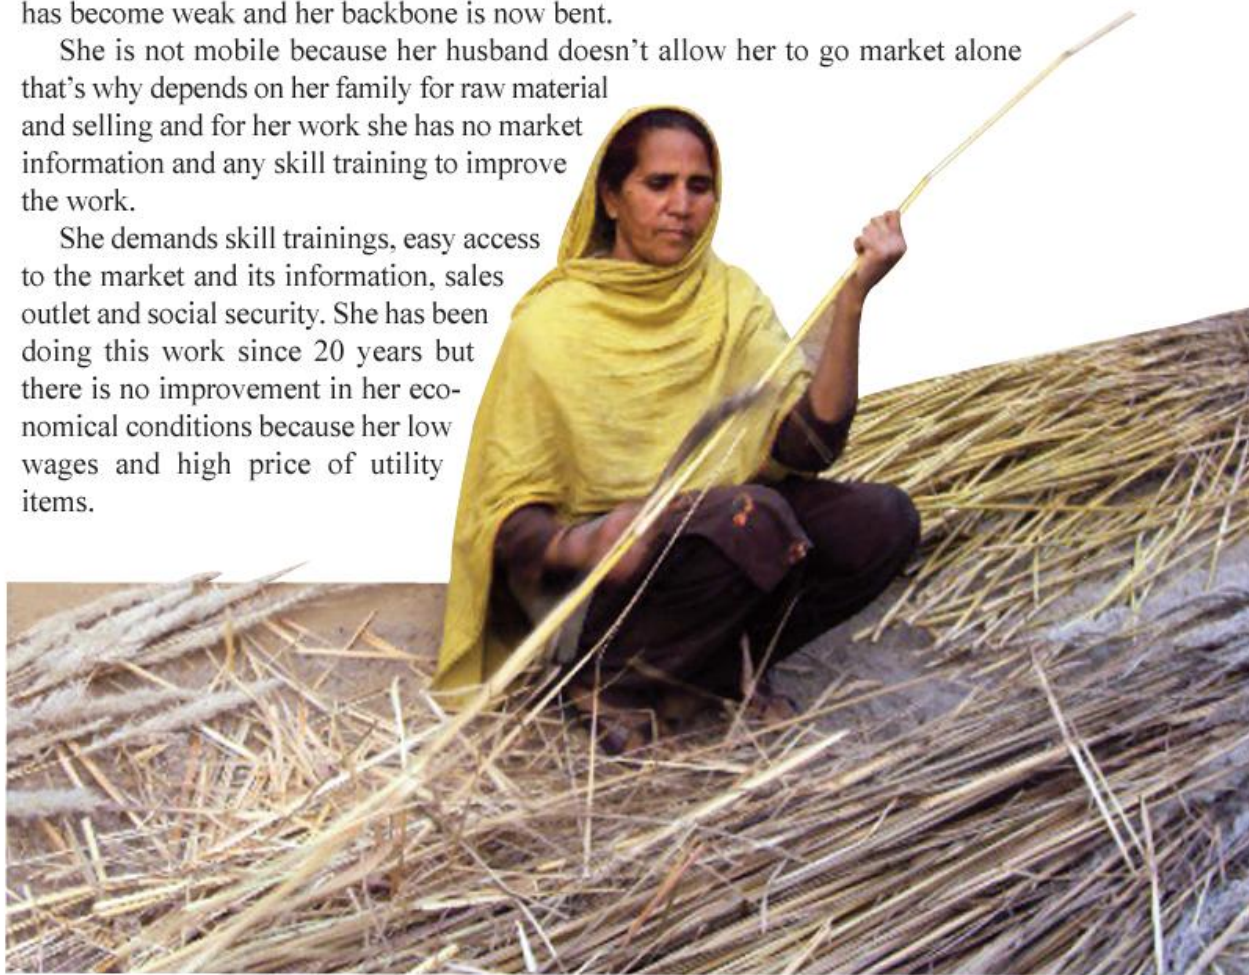 has become weak and her backbone is now bent.
She is not mobile because her husband doesn't allow her to go market alone
that's why depends on her family for raw material
and selling and for her work she has no market
information and any skill training to improve
the work.
She demands skill trainings, easy access
to the market and its information, sales
outlet and social security. She has been
doing this work since 20 years but
there is no improvement in her eco-
nomical conditions because her low
wages and high price of utility
items.